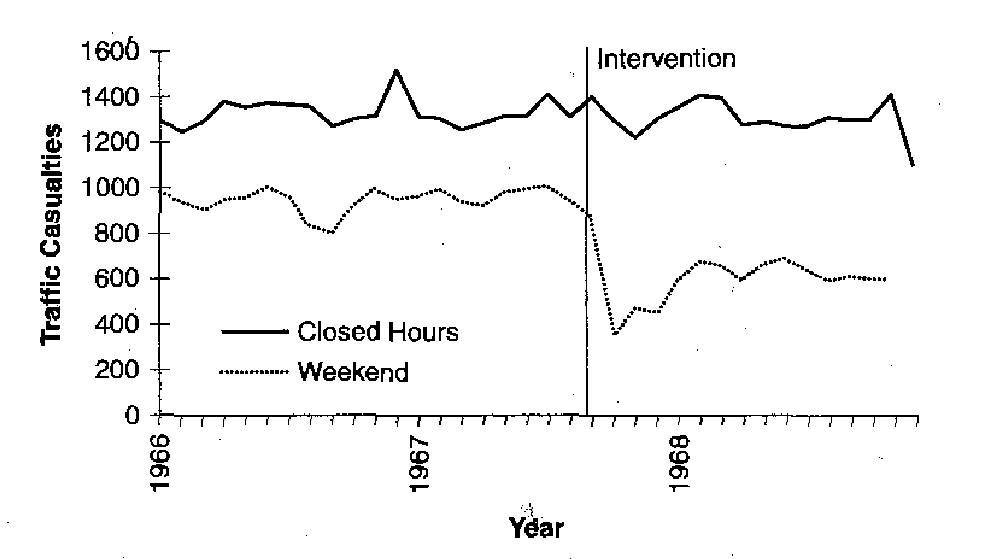 Traffic Casualties
1600
1400
1200
1000
800
600
400
200
0
Intervention
Closed Hours
Weekend
1966
1967
1968
Year